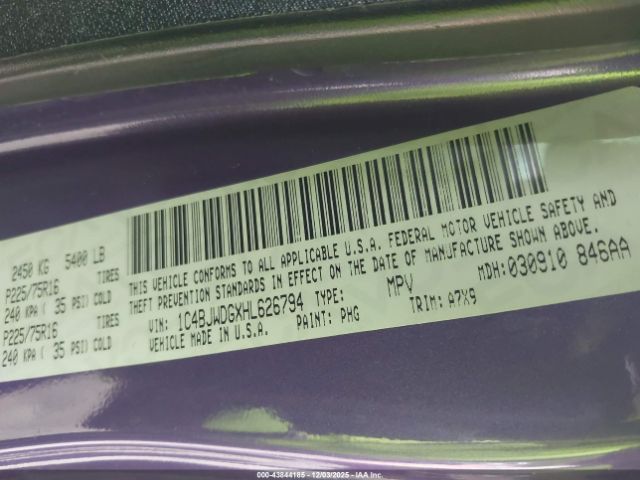 2450 KG 5400 LB
P225/75R16 TIRES
240 KPA ( 35 PSI) COLD
P225/75R16 TIRES
240 KPA ( 35 PSI) COLD
THIS VEHICLE CONFORMS TO ALL APPLICABLE U.S.A. FEDERAL MOTOR VEHICLE SAFETY AND
THEFT PREVENTION STANDARDS IN EFFECT ON THE DATE OF MANUFACTURE SHOWN ABOVE.
VIN: 1C4BJWDGXHL626794 TYPE: MPV MDH:030910 846AA
VEHICLE MADE IN U.S.A. PAINT: PHG TRIM: A7X9
000-43844185 12/03/2025 IAA Inc.